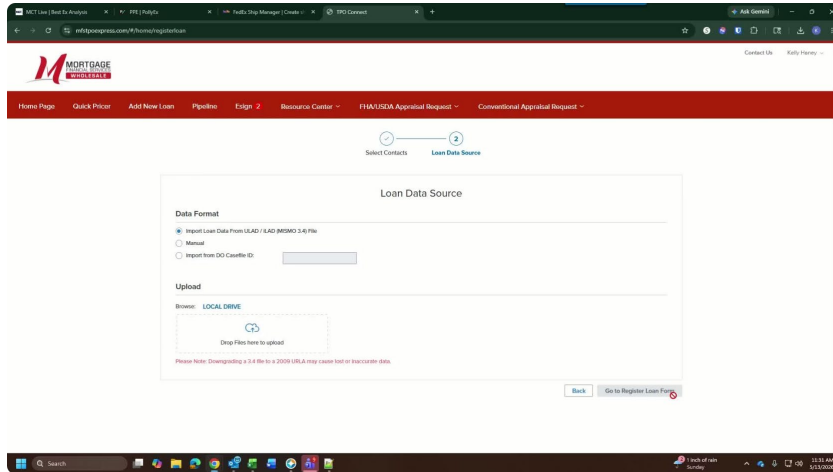 MCT Live | Best Ex Analysis
PPE | PollyEx
FedEx Ship Manager | Create
TPO Connect
Ask Gemini
mfstpoexpress.com/#/home/registerloan
Contact Us
MORTGAGE
FINANCIAL SERVICES
WHOLESALE
Home Page Quick Pricer Add New Loan Pipeline Esign 2 Resource Center FHA/USDA Appraisal Request Conventional Appraisal Request
2
Select Contacts Loan Data Source
Loan Data Source
Data Format
Import Loan Data From ULAD / iLAD (MISMO 3.4) File
Manual
Import from DO Casefile ID:
Upload
Browse: LOCAL DRIVE
Drop Files here to upload
Please Note: Downgrading a 3.4 file to a 2009 URLA may cause lost or inaccurate data.
Back Go to Register Loan Form
Search
1 inch of rain
Sunday
11:31 AM